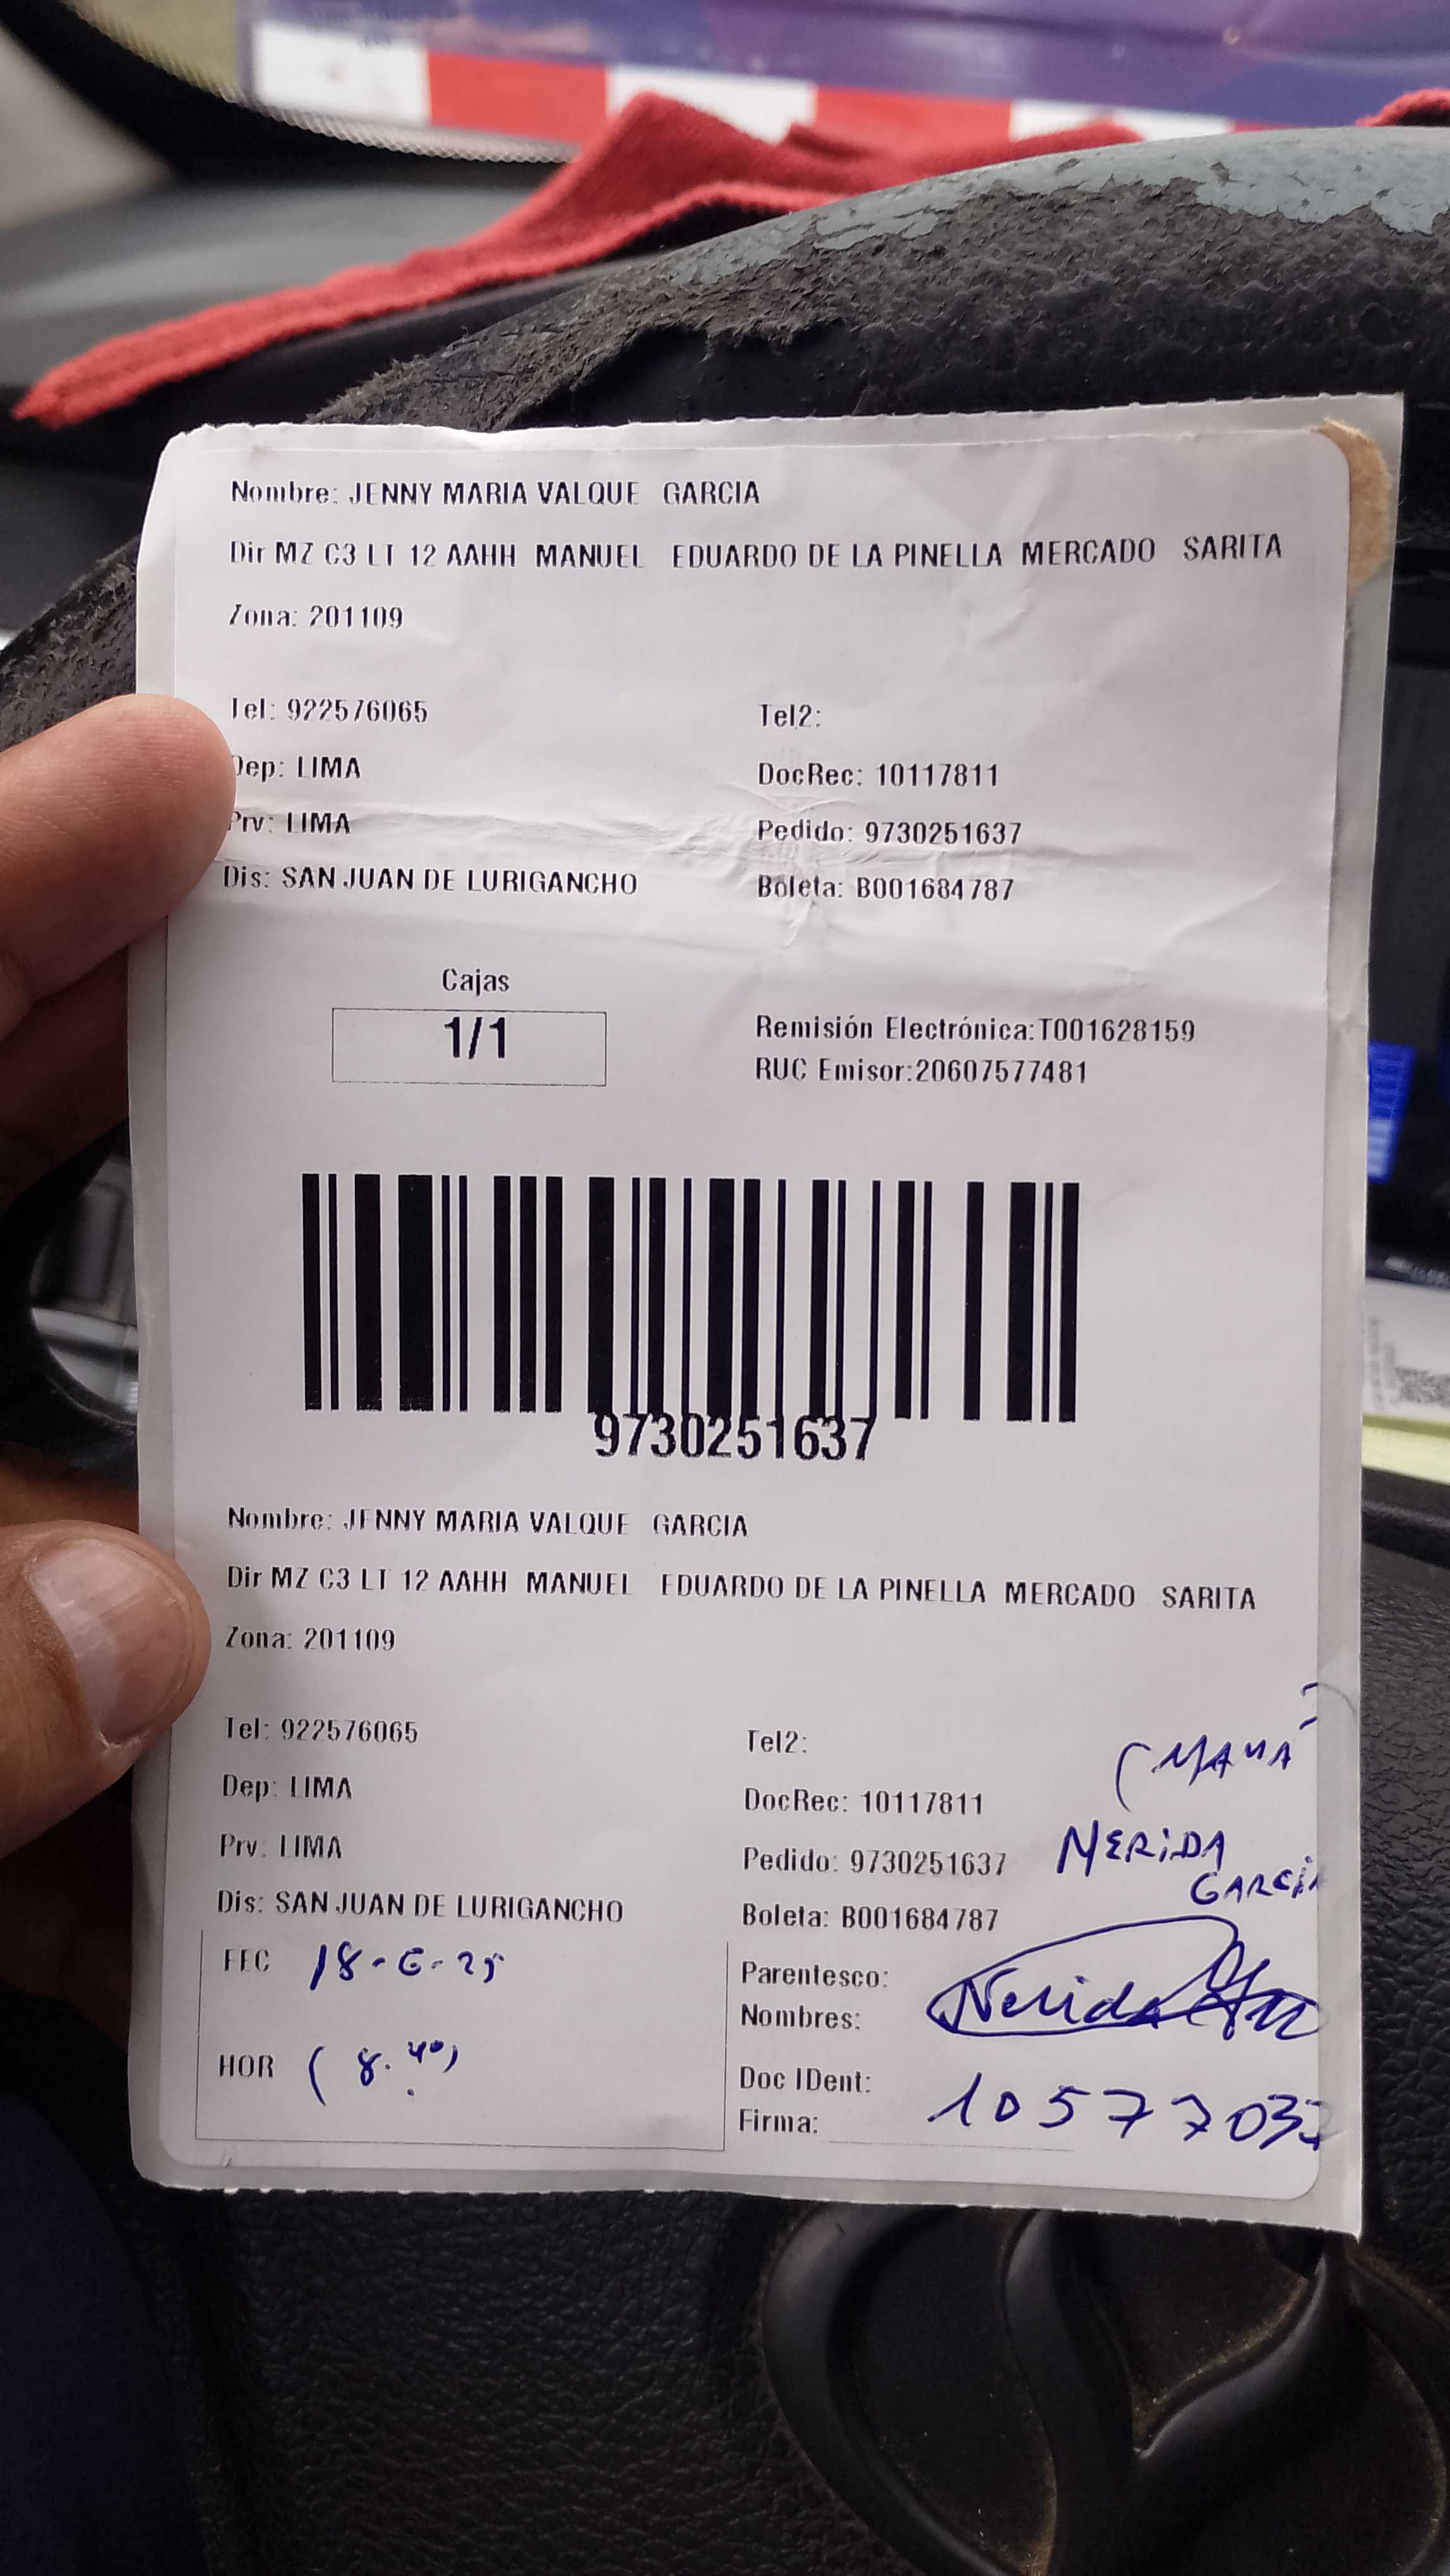 Nombre: JENNY MARIA VALQUE GARCIA
Dir MZ C3 LT 12 AAHH MANUEL EDUARDO DE LA PINELLA MERCADO SARITA
Zona: 201109
Tel: 922576065 Tel2:
Dep: LIMA DocRec: 10117811
Prv: LIMA Pedido: 9730251637
Dis: SAN JUAN DE LURIGANCHO Boleta: B001684787
Cajas
1/1
Remisión Electrónica:T001628159
RUC Emisor:20607577481
9730251637
Nombre: JENNY MARIA VALQUE GARCIA
Dir MZ C3 LT 12 AAHH MANUEL EDUARDO DE LA PINELLA MERCADO SARITA
Zona: 201109
Tel: 922576065 Tel2:
(MAMA
Dep: LIMA DocRec: 10117811
Prv: LIMA Pedido: 9730251637 NERIDA
GARCIA
Dis: SAN JUAN DE LURIGANCHO Boleta: B001684787
FEC 18-6-25 Parentesco:
Nombres: Nerida
HOR (8.40) Doc IDent:
Firma: 10577037